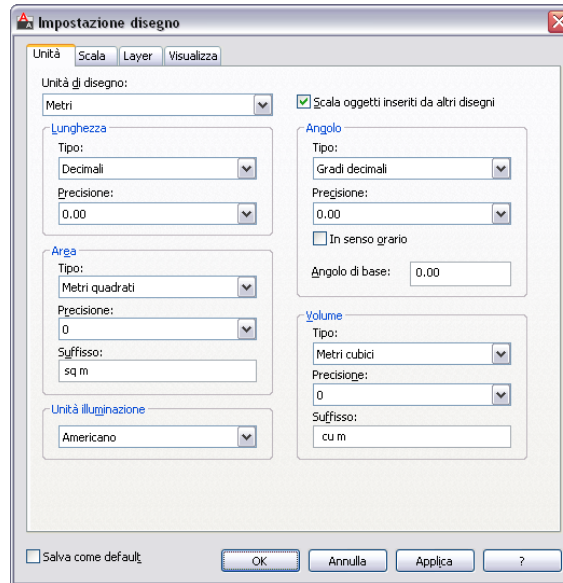 Impostazione disegno
Unità
Scala
Layer
Visualizza
Unità di disegno:
Metri
Scala oggetti inseriti da altri disegni
Lunghezza
Tipo:
Decimali
Precisione:
0.00
Angolo
Tipo:
Gradi decimali
Precisione:
0.00
In senso orario
Angolo di base:
0.00
Area
Tipo:
Metri quadrati
Precisione:
0
Suffisso:
sq m
Volume
Tipo:
Metri cubici
Precisione:
0
Suffisso:
cu m
Unità illuminazione
Americano
Salva come default
OK
Annulla
Applica
?